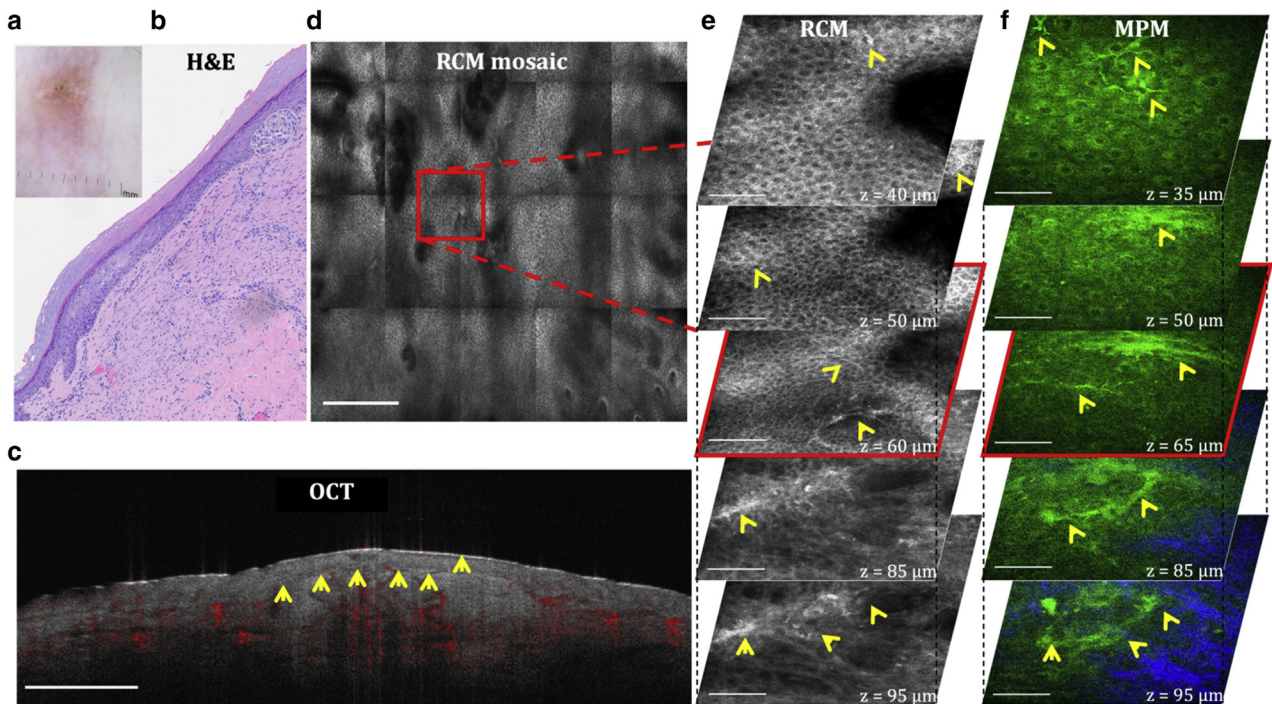 a
b
d
e
f
H&E
RCM mosaic
RCM
MPM
mm
z = 40 μm
z = 35 μm
z = 50 μm
z = 50 μm
z = 60 μm
z = 65 μm
c
OCT
z = 85 μm
z = 85 μm
z = 95 μm
z = 95 μm